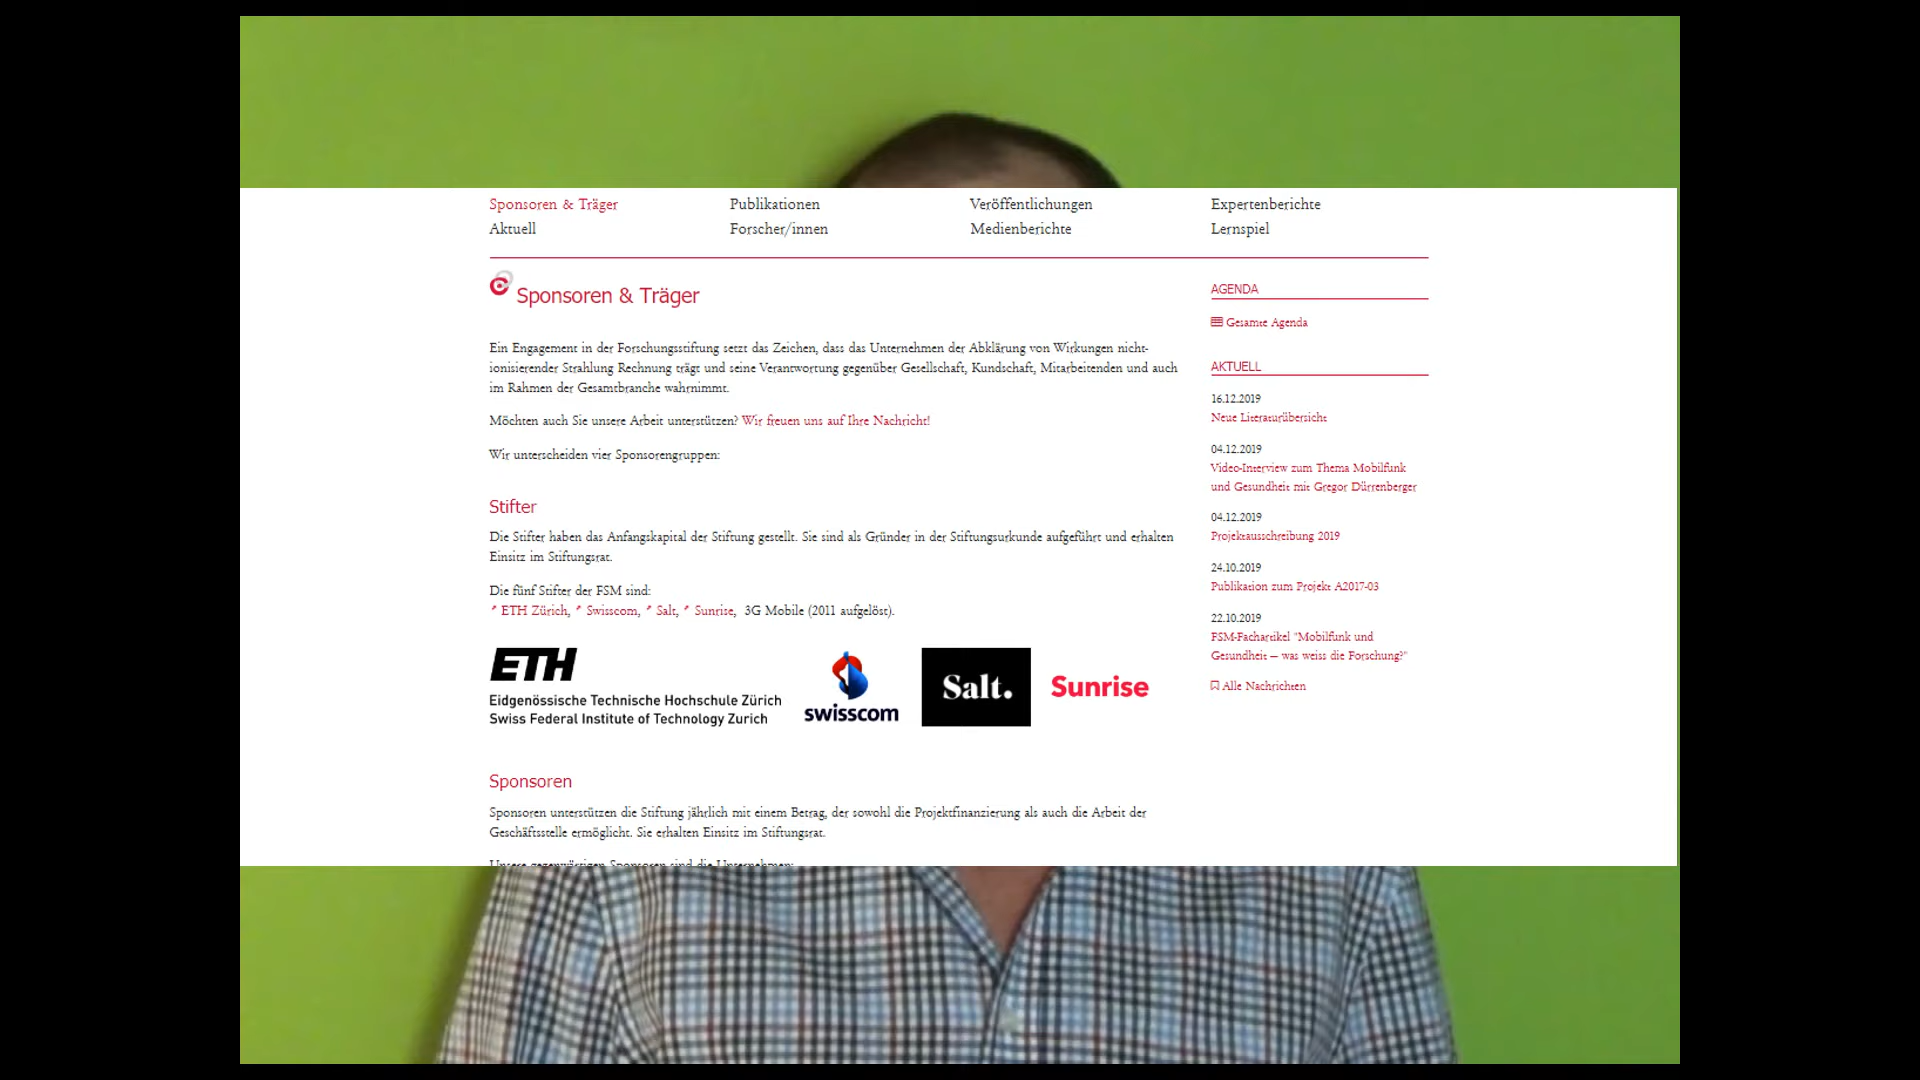 Sponsoren & Träger
Publikationen
Veröffentlichungen
Expertenberichte
Aktuell
Forscher/innen
Medienberichte
Lernspiel
Sponsoren & Träger
Ein Engagement in der Forschungsstiftung setzt das Zeichen, dass das Unternehmen der Abklärung von Wirkungen nicht-
ionisierender Strahlung Rechnung trägt und seine Verantwortung gegenüber Gesellschaft, Kundschaft, Mitarbeitenden und auch
im Rahmen der Gesamtbranche wahrnimmt.
Möchten auch Sie unsere Arbeit unterstützen? Wir freuen uns auf Ihre Nachricht!
Wir unterscheiden vier Sponsorengruppen:
Stifter
Die Stifter haben das Anfangskapital der Stiftung gestellt. Sie sind als Gründer in der Stiftungsurkunde aufgeführt und erhalten
Einsitz im Stiftungsrat.
Die fünf Stifter der FSM sind:
ETH Zürich, Swisscom, Salt, Sunrise, 3G Mobile (2011 aufgelöst).
ETH
Eidgenössische Technische Hochschule Zürich
Swiss Federal Institute of Technology Zurich
swisscom
Salt.
Sunrise
Sponsoren
Sponsoren unterstützen die Stiftung jährlich mit einem Betrag, der sowohl die Projektfinanzierung als auch die Arbeit der
Geschäftsstelle ermöglicht. Sie erhalten Einsitz im Stiftungsrat.
Unsere gegenwärtigen Sponsoren sind die Unternehmen:
AGENDA
Gesamte Agenda
AKTUELL
16.12.2019
Neue Literaturübersicht
04.12.2019
Video-Interview zum Thema Mobilfunk
und Gesundheit mit Gregor Dürrenberger
04.12.2019
Projektausschreibung 2019
24.10.2019
Publikation zum Projekt A2017-03
22.10.2019
FSM-Fachartikel "Mobilfunk und
Gesundheit – was weiss die Forschung?"
Alle Nachrichten